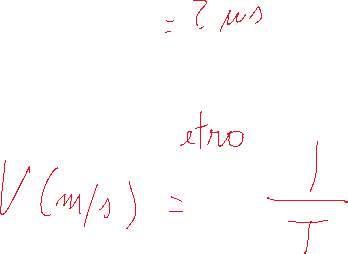 = ? μs
etro
V (m/s) = 1/T